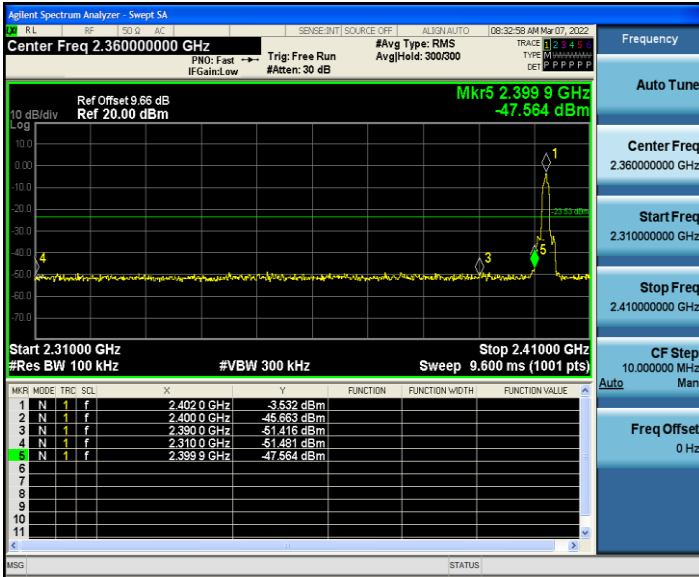 Agilent Spectrum Analyzer - Swept SA
RL RF 50 Ω AC SENSE:INT SOURCE OFF ALIGN AUTO 08:32:58 AM Mar 07, 2022
Center Freq 2.360000000 GHz
PNO: Fast
IFGain:Low
Trig: Free Run
#Atten: 30 dB
#Avg Type: RMS
Avg|Hold: 300/300
TRACE 1 2 3 4 5 6
TYPE M WWWWW
DET P P P P P P
Ref Offset 9.66 dB
10 dB/div Ref 20.00 dBm
Log
Mkr5 2.399 9 GHz
-47.564 dBm
10.0
0.00
-10.0
-20.0
-30.0
-40.0
-50.0
-60.0
-70.0
1
-23.53 dBm
4
3
5
Start 2.31000 GHz Stop 2.41000 GHz
#Res BW 100 kHz #VBW 300 kHz Sweep 9.600 ms (1001 pts)
MKR MODE TRC SCL X Y FUNCTION FUNCTION WIDTH FUNCTION VALUE
1 N 1 f 2.402 0 GHz -3.532 dBm
2 N 1 f 2.400 0 GHz -45.663 dBm
3 N 1 f 2.390 0 GHz -51.416 dBm
4 N 1 f 2.310 0 GHz -51.481 dBm
5 N 1 f 2.399 9 GHz -47.564 dBm
6
7
8
9
10
11
MSG STATUS
Frequency
Auto Tune
Center Freq
2.360000000 GHz
Start Freq
2.310000000 GHz
Stop Freq
2.410000000 GHz
CF Step
10.000000 MHz
Auto Man
Freq Offset
0 Hz